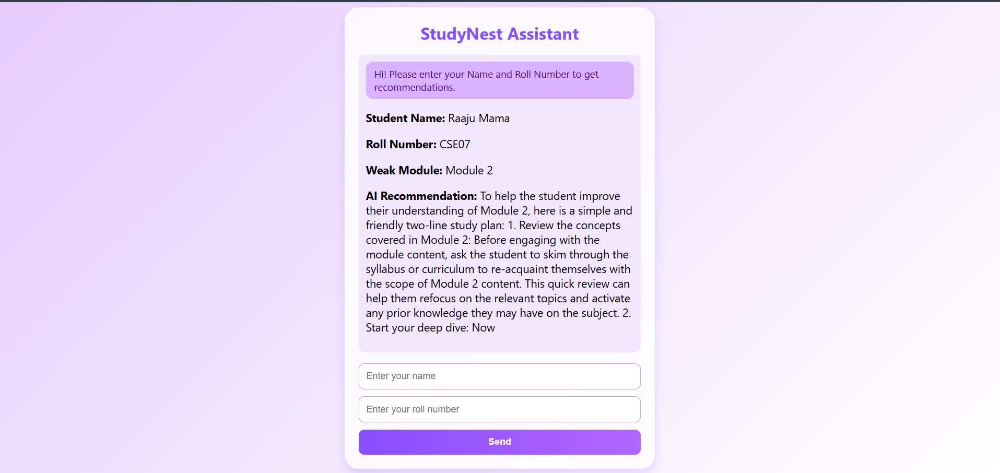 StudyNest Assistant
Hi! Please enter your Name and Roll Number to get
recommendations.
Student Name: Raaju Mama
Roll Number: CSE07
Weak Module: Module 2
AI Recommendation: To help the student improve
their understanding of Module 2, here is a simple and
friendly two-line study plan: 1. Review the concepts
covered in Module 2: Before engaging with the
module content, ask the student to skim through the
syllabus or curriculum to re-acquaint themselves with
the scope of Module 2 content. This quick review can
help them refocus on the relevant topics and activate
any prior knowledge they may have on the subject. 2.
Start your deep dive: Now
Enter your name
Enter your roll number
Send